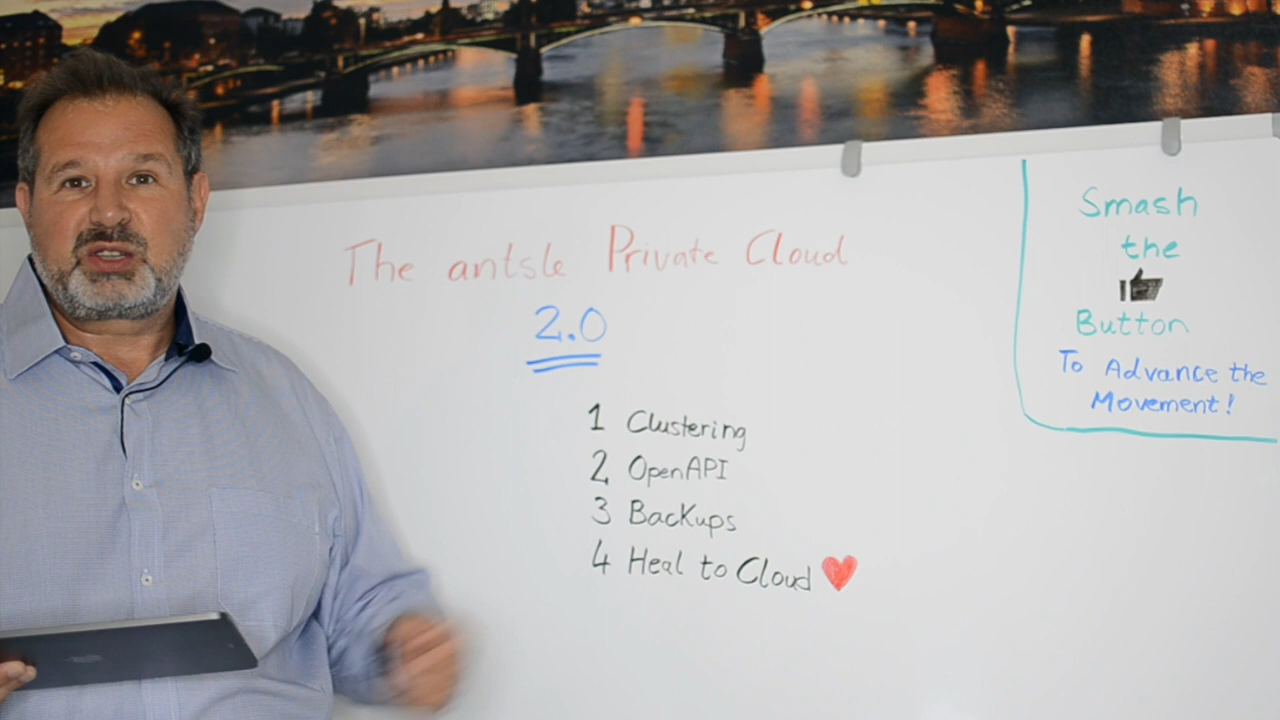 The antsle Private Cloud
2.0
1 Clustering
2 OpenAPI
3 Backups
4 Heal to Cloud
Smash
the
Button
To Advance the
Movement!